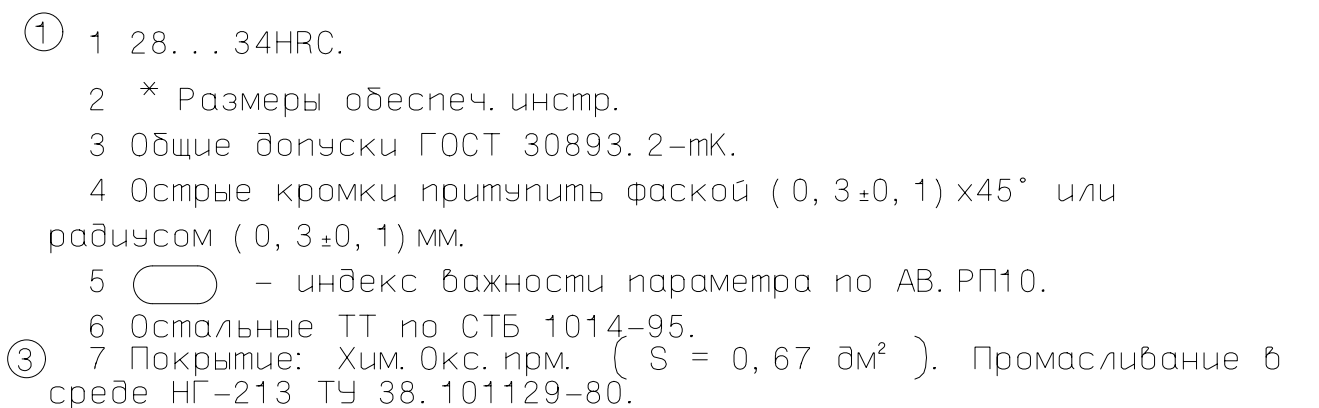 ① 1 28...34HRC.
2 * Размеры обеспеч. инстр.
3 Общие допуски ГОСТ 30893.2-mK.
4 Острые кромки притупить фаской (0,3±0,1)х45° или
радиусом (0,3±0,1)мм.
5 – индекс важности параметра по АВ.РП10.
6 Остальные ТТ по СТБ 1014-95.
③ 7 Покрытие: Хим.Окс.прм. ( S = 0,67 дм² ). Промасливание в
среде НГ-213 ТУ 38.101129-80.